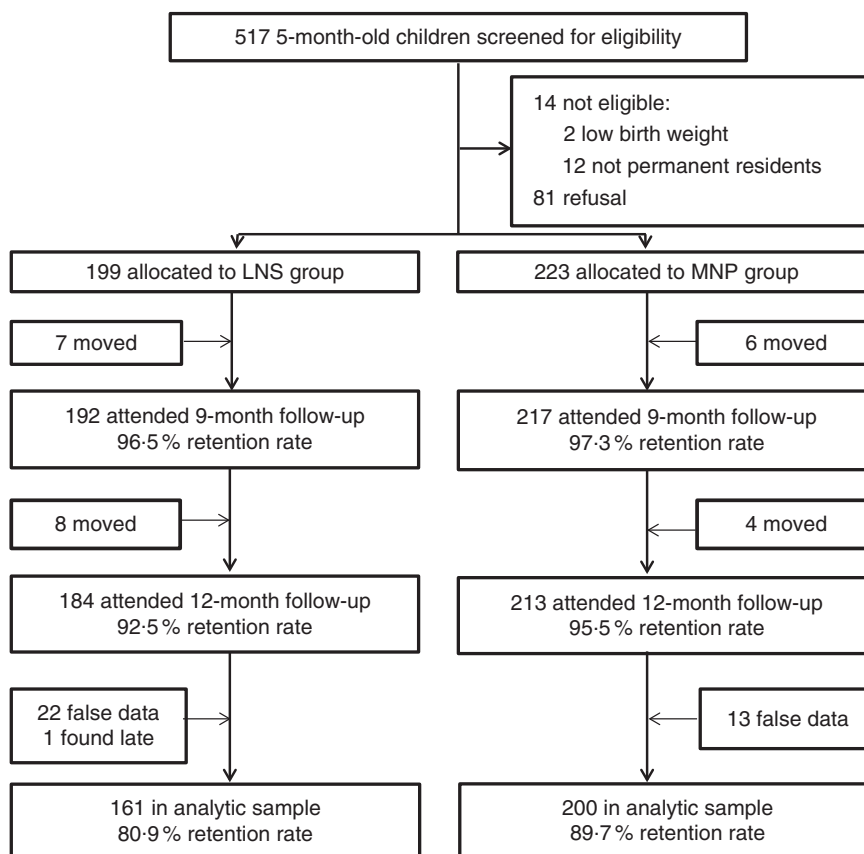 517 5-month-old children screened for eligibility
14 not eligible:
2 low birth weight
12 not permanent residents
81 refusal
199 allocated to LNS group
223 allocated to MNP group
7 moved
6 moved
192 attended 9-month follow-up
96·5 % retention rate
217 attended 9-month follow-up
97·3 % retention rate
8 moved
4 moved
184 attended 12-month follow-up
92·5 % retention rate
213 attended 12-month follow-up
95·5 % retention rate
22 false data
1 found late
13 false data
161 in analytic sample
80·9 % retention rate
200 in analytic sample
89·7 % retention rate